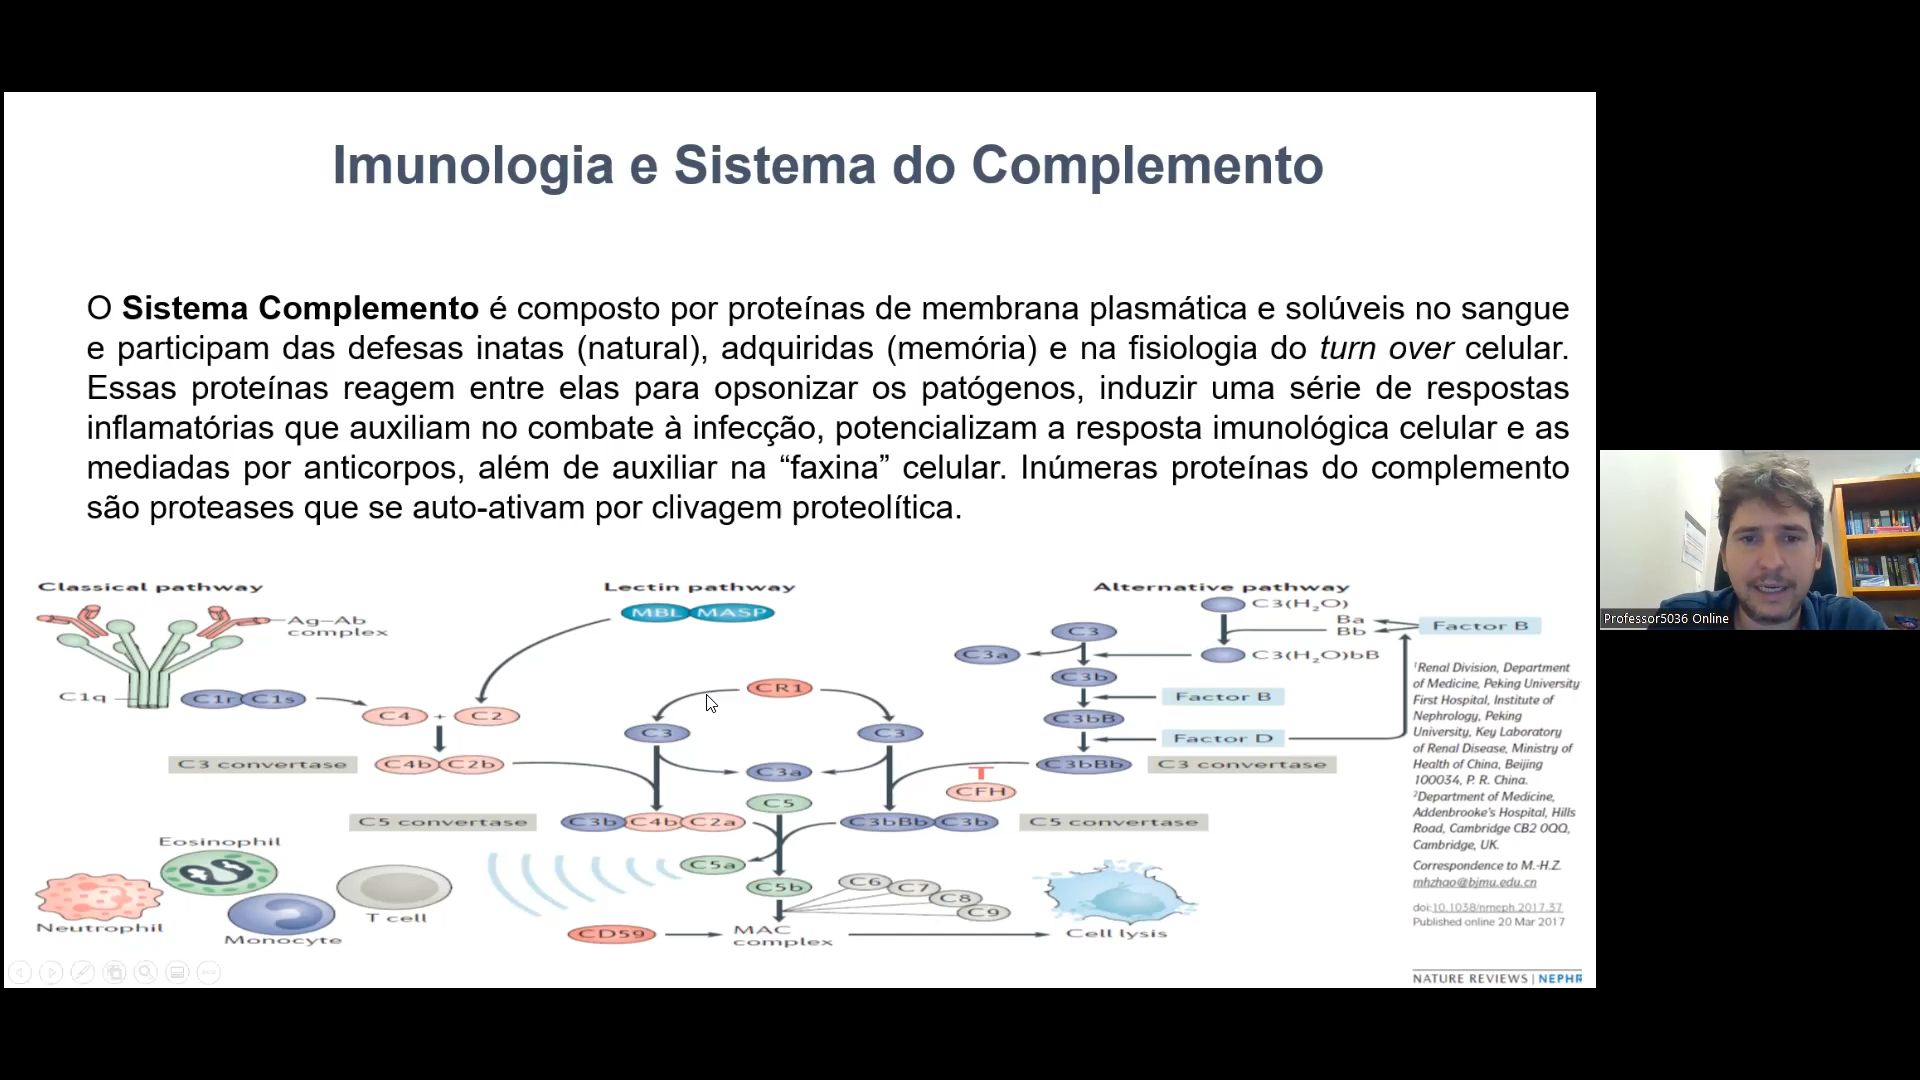 Imunologia e Sistema do Complemento
O Sistema Complemento é composto por proteínas de membrana plasmática e solúveis no sangue
e participam das defesas inatas (natural), adquiridas (memória) e na fisiologia do turn over celular.
Essas proteínas reagem entre elas para opsonizar os patógenos, induzir uma série de respostas
inflamatórias que auxiliam no combate à infecção, potencializam a resposta imunológica celular e as
mediadas por anticorpos, além de auxiliar na “faxina” celular. Inúmeras proteínas do complemento
são proteases que se auto-ativam por clivagem proteolítica.
Classical pathway
Ag–Ab
complex
C1q
C1r C1s
C4 + C2
C3 convertase
C4b C2b
Lectin pathway
MBL MASP
CR1
C3
C3
C3a
C5
C5 convertase
C3b C4b C2a
C3bBb C3b
C5 convertase
C5a
C5b
C6
C7
C8
C9
CD59
MAC
complex
Cell lysis
Alternative pathway
C3(H2O)
Ba
Bb
Factor B
C3
C3a
C3(H2O)bB
C3b
Factor B
C3bB
Factor D
C3bBb
C3 convertase
T
CFH
Eosinophil
Neutrophil
Monocyte
T cell
1Renal Division, Department
of Medicine, Peking University
First Hospital, Institute of
Nephrology, Peking
University, Key Laboratory
of Renal Disease, Ministry of
Health of China, Beijing
100034, P. R. China.
2Department of Medicine,
Addenbrooke's Hospital, Hills
Road, Cambridge CB2 0QQ,
Cambridge, UK.
Correspondence to M.-H.Z.
mhzhao@bjmu.edu.cn
doi:10.1038/nrneph.2017.37
Published online 20 Mar 2017
NATURE REVIEWS | NEPHR
Professor5036 Online